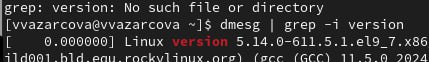 grep: version: No such file or directory
[vvazarcova@vvazarcova ~]$ dmesg | grep -i version
[    0.000000] Linux version 5.14.0-611.5.1.el9_7.x86
ild001.bld.equ.rockylinux.org) (gcc (GCC) 11.5.0 2024